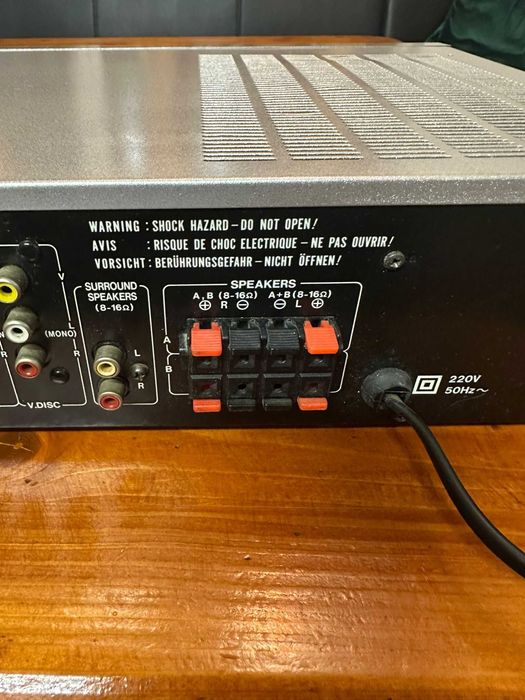 WARNING : SHOCK HAZARD – DO NOT OPEN!
AVIS : RISQUE DE CHOC ELECTRIQUE – NE PAS OUVRIR!
VORSICHT : BERÜHRUNGSGEFAHR – NICHT ÖFFNEN!
V
L
(MONO)
R
R
V.DISC
SURROUND
SPEAKERS
(8-16Ω)
L
R
SPEAKERS
A, B (8-16Ω) A+B (8-16Ω)
⊕ R ⊖ ⊖ L ⊕
A
B
220V
50Hz～